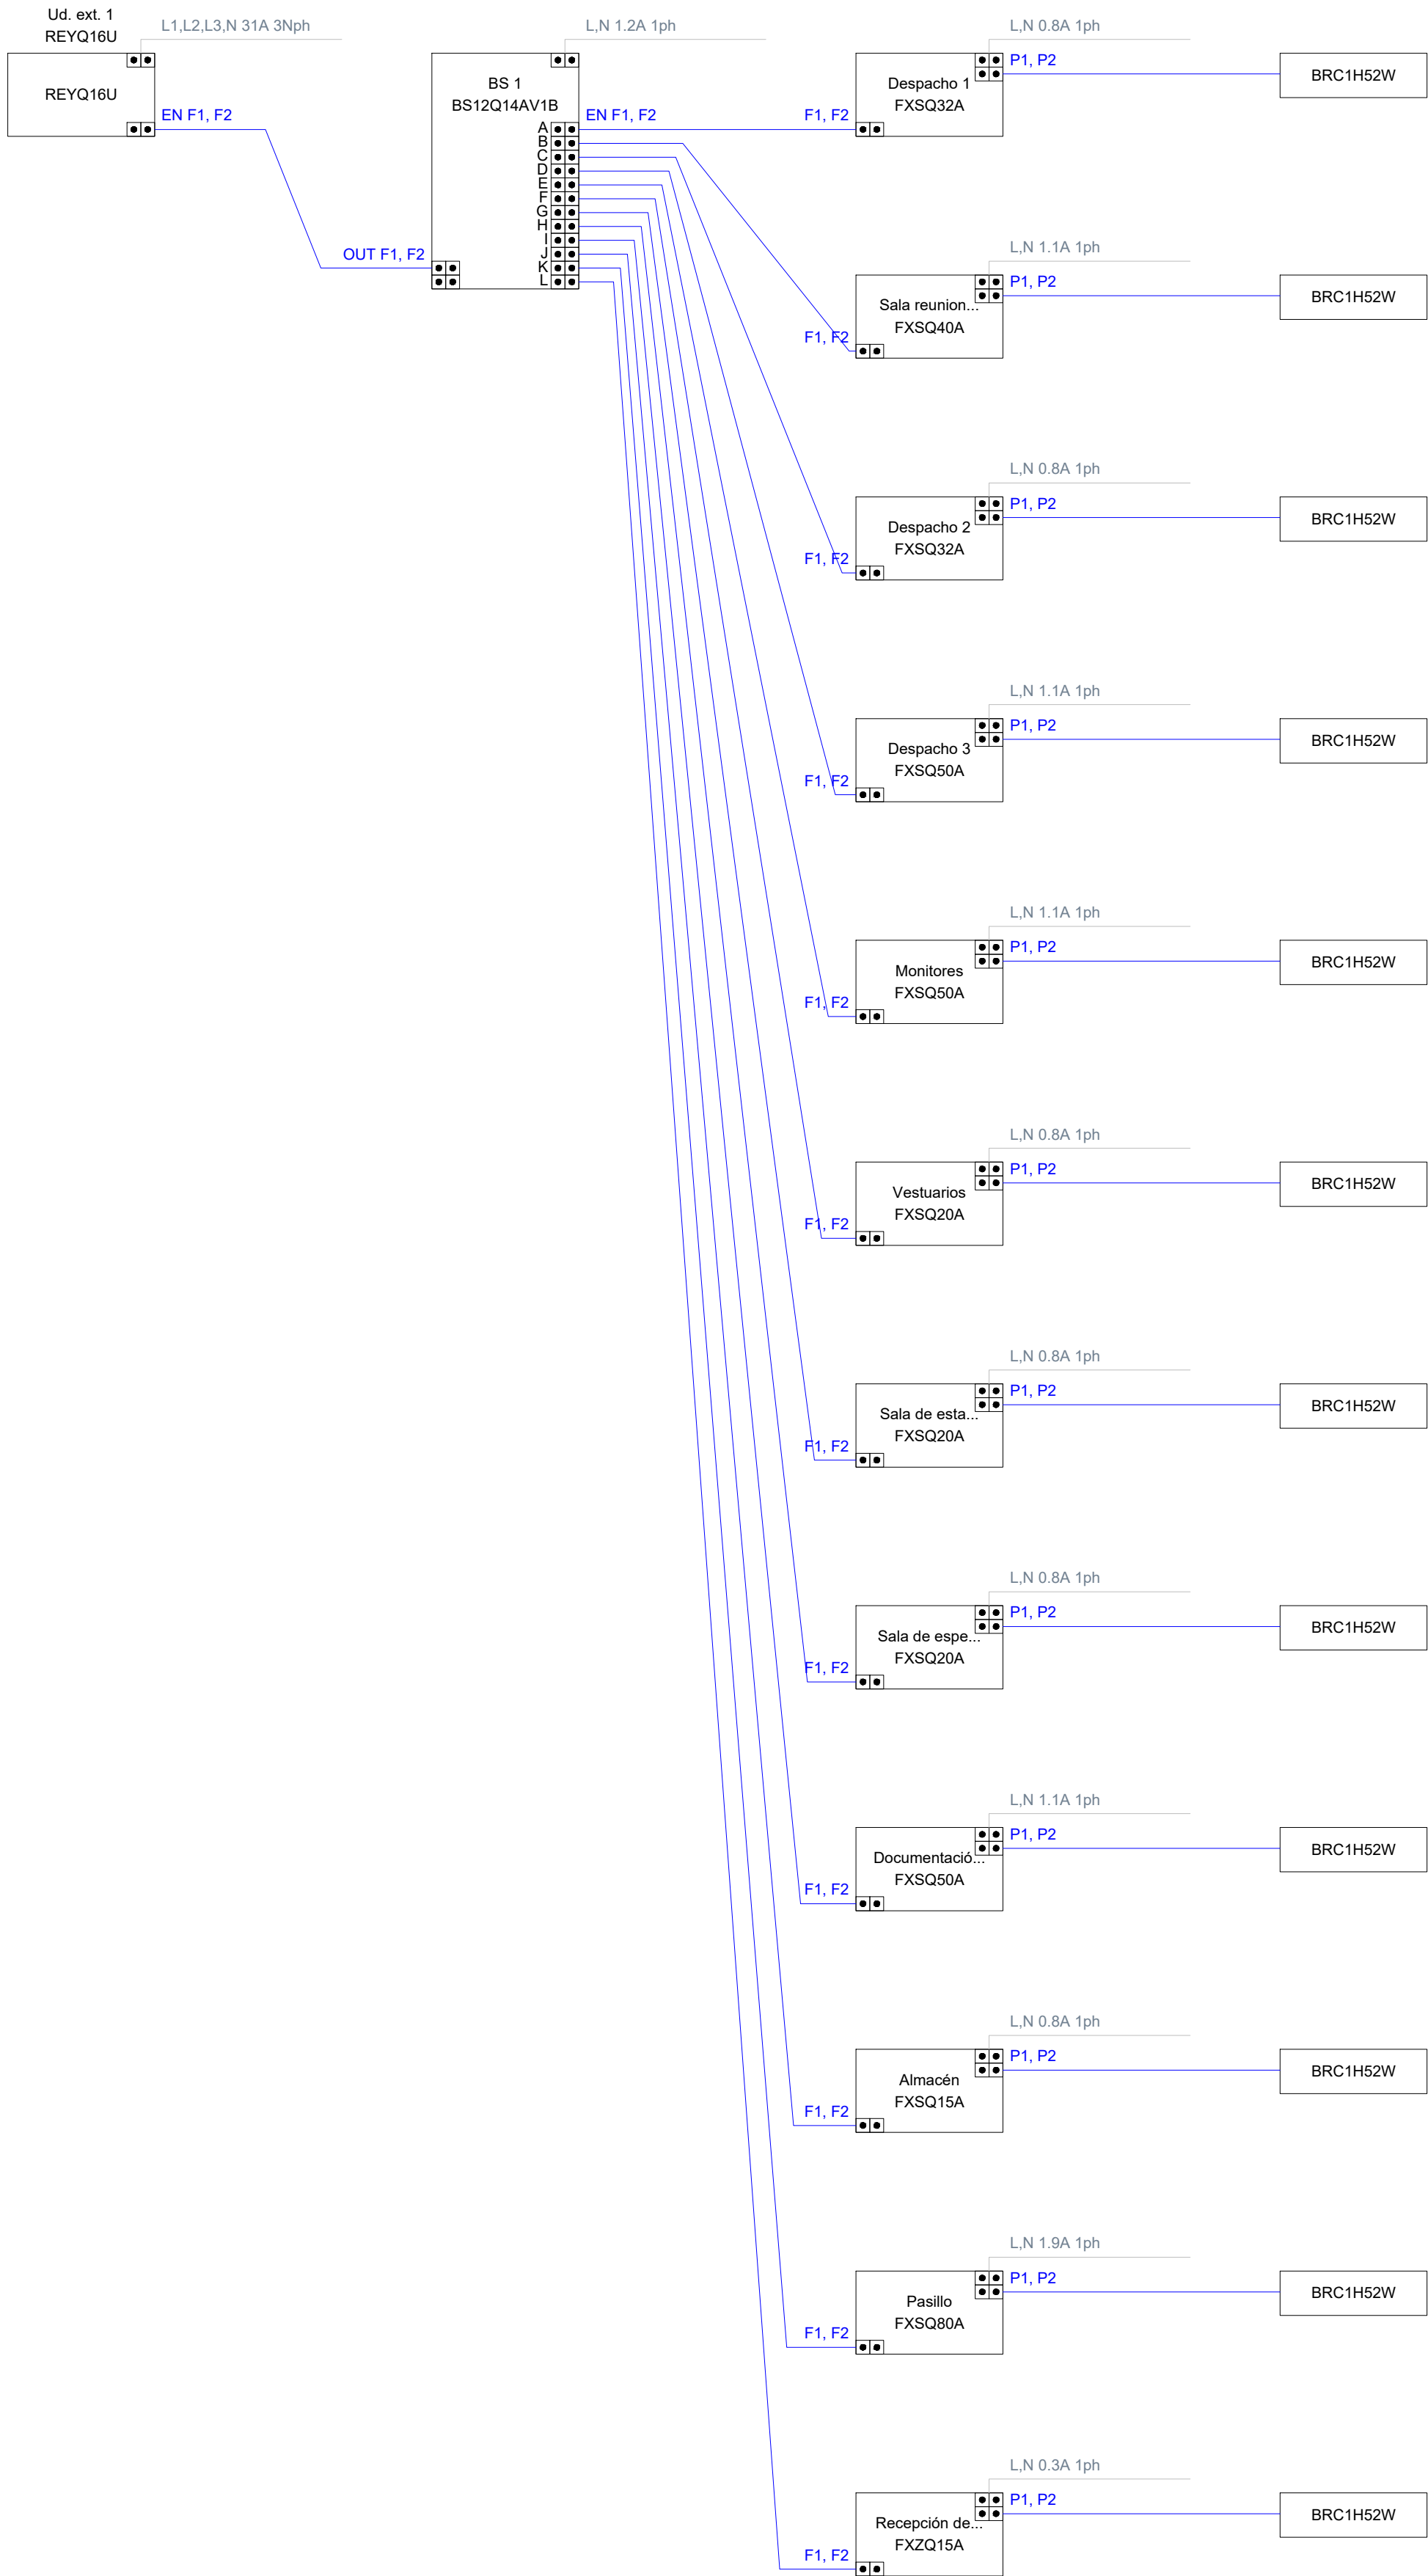 Ud. ext. 1
REYQ16U
L1,L2,L3,N 31A 3Nph
REYQ16U
EN F1, F2
L,N 1.2A 1ph
BS 1
BS12Q14AV1B
EN F1, F2
A
B
C
D
E
F
G
H
I
J
K
L
OUT F1, F2
L,N 0.8A 1ph
P1, P2
Despacho 1
FXSQ32A
F1, F2
BRC1H52W
L,N 1.1A 1ph
P1, P2
Sala reunion...
FXSQ40A
F1, F2
BRC1H52W
L,N 0.8A 1ph
P1, P2
Despacho 2
FXSQ32A
F1, F2
BRC1H52W
L,N 1.1A 1ph
P1, P2
Despacho 3
FXSQ50A
F1, F2
BRC1H52W
L,N 1.1A 1ph
P1, P2
Monitores
FXSQ50A
F1, F2
BRC1H52W
L,N 0.8A 1ph
P1, P2
Vestuarios
FXSQ20A
F1, F2
BRC1H52W
L,N 0.8A 1ph
P1, P2
Sala de esta...
FXSQ20A
F1, F2
BRC1H52W
L,N 0.8A 1ph
P1, P2
Sala de espe...
FXSQ20A
F1, F2
BRC1H52W
L,N 1.1A 1ph
P1, P2
Documentació...
FXSQ50A
F1, F2
BRC1H52W
L,N 0.8A 1ph
P1, P2
Almacén
FXSQ15A
F1, F2
BRC1H52W
L,N 1.9A 1ph
P1, P2
Pasillo
FXSQ80A
F1, F2
BRC1H52W
L,N 0.3A 1ph
P1, P2
Recepción de...
FXZQ15A
F1, F2
BRC1H52W